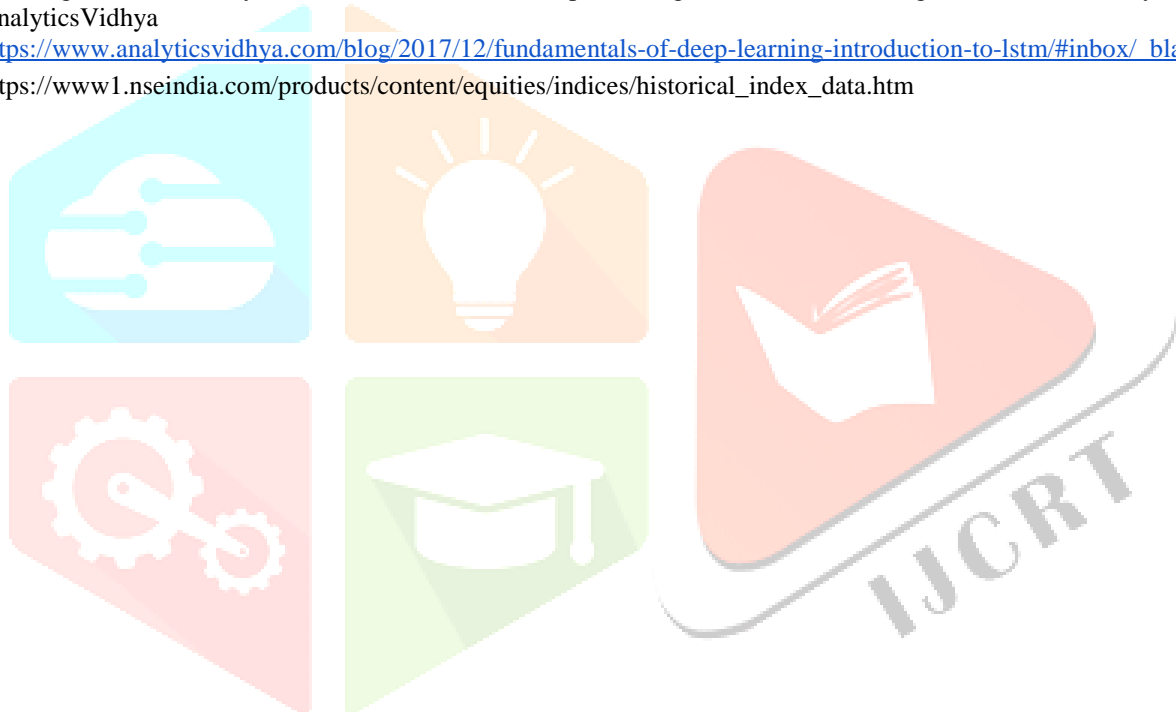 nalyticsVidhya
tps://www.analyticsvidhya.com/blog/2017/12/fundamentals-of-deep-learning-introduction-to-lstm/#inbox/_bla
tps://www1.nseindia.com/products/content/equities/indices/historical_index_data.htm
IJCRT